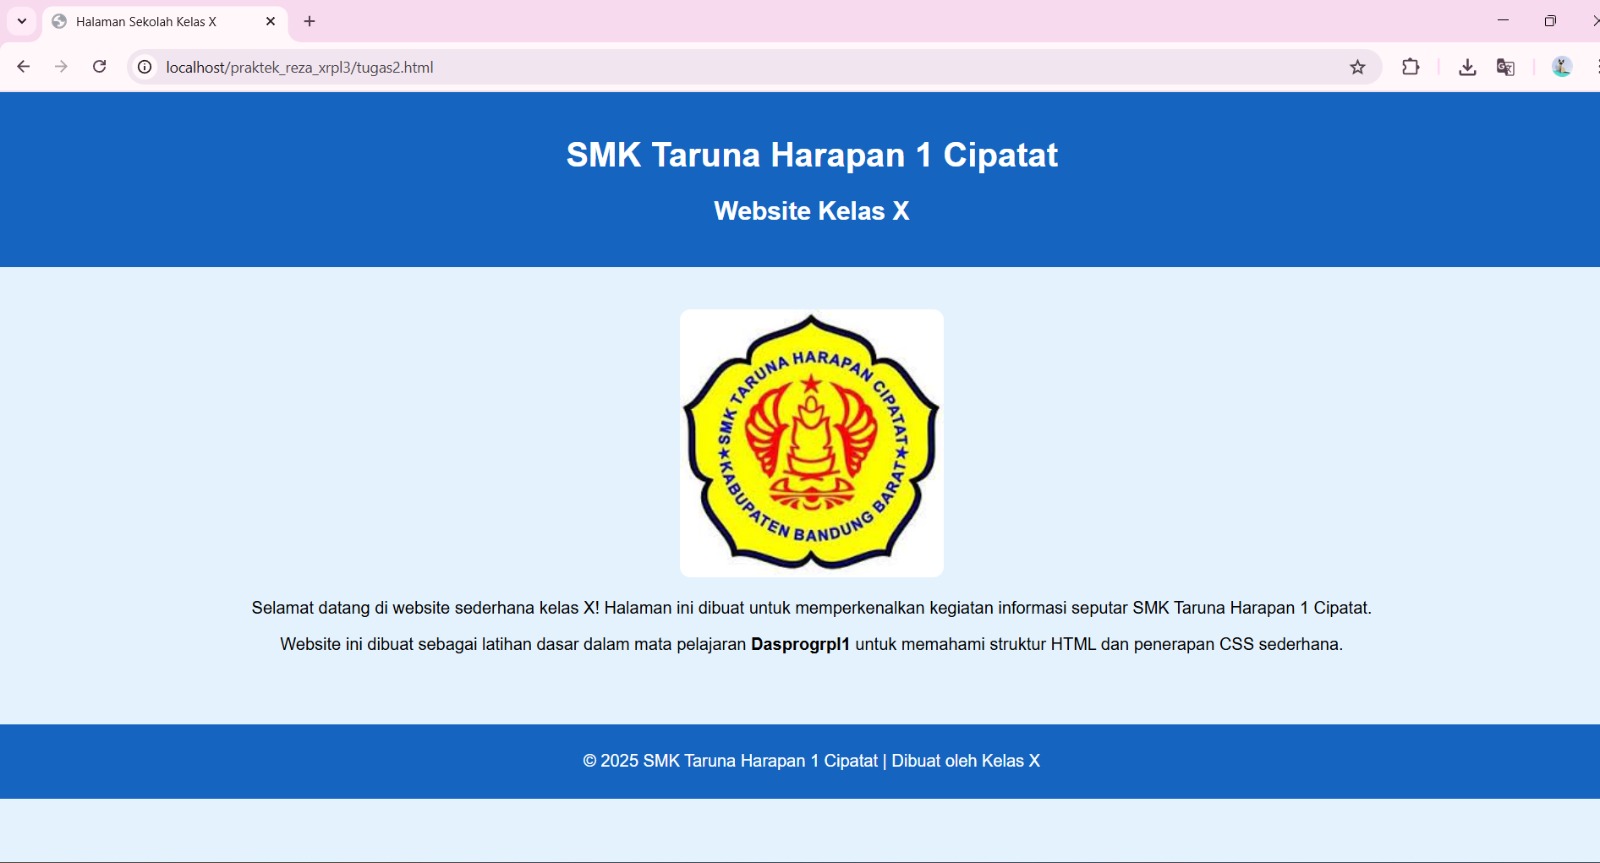 Halaman Sekolah Kelas X
localhost/praktek_reza_xrpl3/tugas2.html
SMK Taruna Harapan 1 Cipatat
Website Kelas X
SMK TARUNA HARAPAN CIPATAT
KABUPATEN BANDUNG BARAT
Selamat datang di website sederhana kelas X! Halaman ini dibuat untuk memperkenalkan kegiatan informasi seputar SMK Taruna Harapan 1 Cipatat.
Website ini dibuat sebagai latihan dasar dalam mata pelajaran Dasprogrpl1 untuk memahami struktur HTML dan penerapan CSS sederhana.
© 2025 SMK Taruna Harapan 1 Cipatat | Dibuat oleh Kelas X